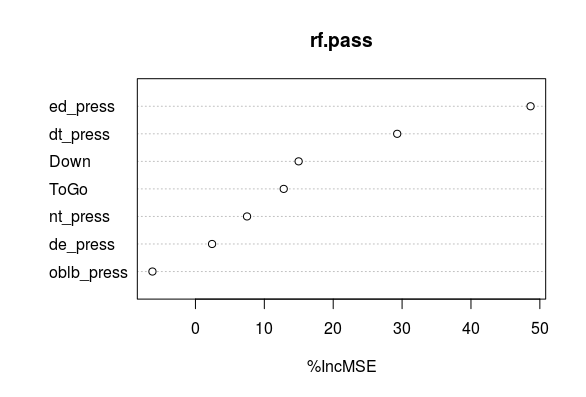 rf.pass
ed_press
dt_press
Down
ToGo
nt_press
de_press
oblb_press
0 10 20 30 40 50
%IncMSE